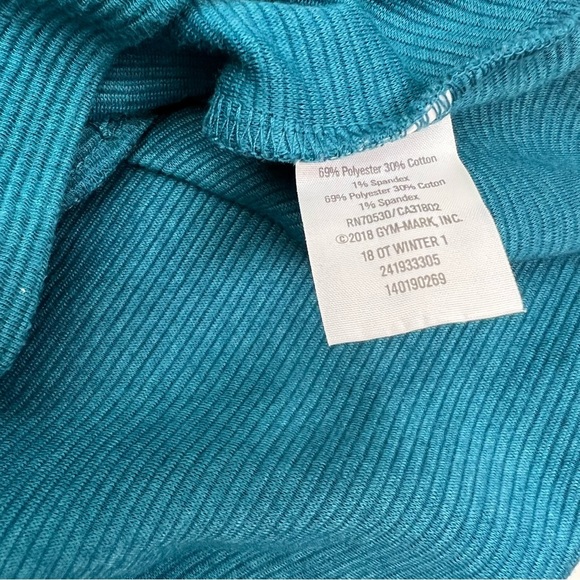 69% Polyester 30% Cotton
1% Spandex
69% Polyester 30% Coton
1% Spandex
RN70530/CA31802
©2018 GYM-MARK, INC.
18 OT WINTER 1
241933305
140190269